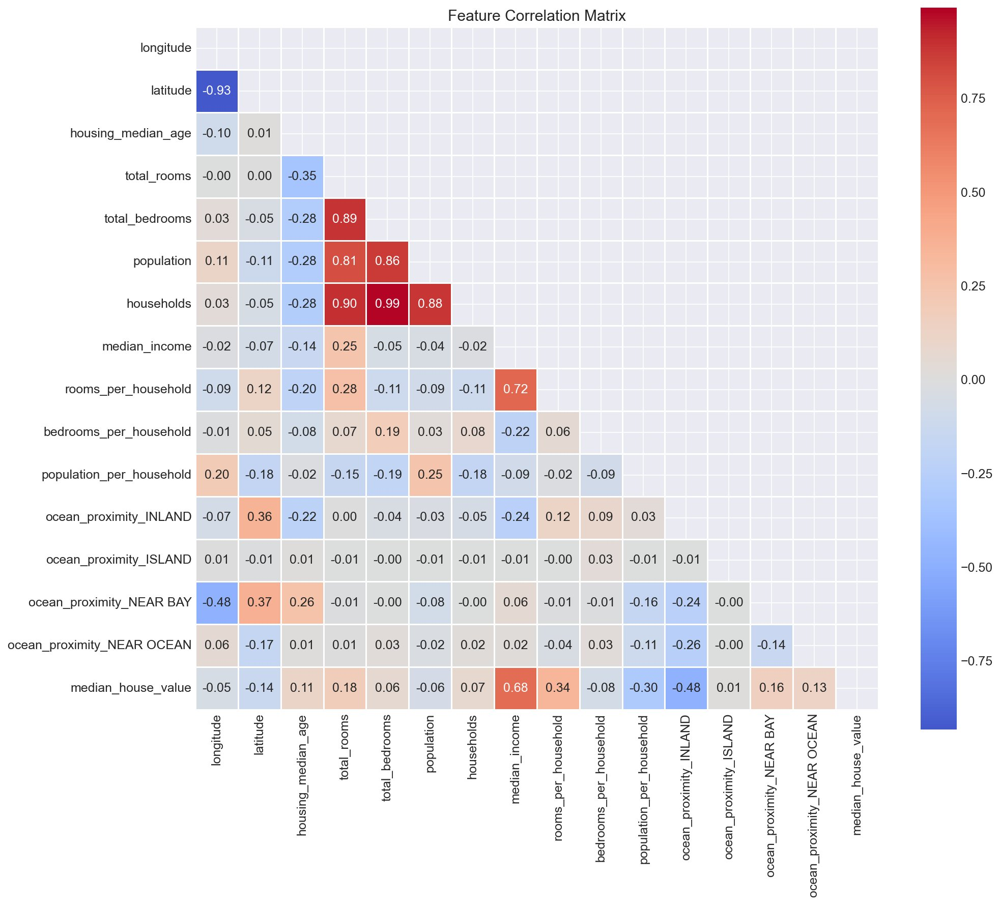 Feature Correlation Matrix
longitude
latitude -0.93
housing_median_age -0.10 0.01
total_rooms -0.00 0.00 -0.35
total_bedrooms 0.03 -0.05 -0.28 0.89
population 0.11 -0.11 -0.28 0.81 0.86
households 0.03 -0.05 -0.28 0.90 0.99 0.88
median_income -0.02 -0.07 -0.14 0.25 -0.05 -0.04 -0.02
rooms_per_household -0.09 0.12 -0.20 0.28 -0.11 -0.09 -0.11 0.72
bedrooms_per_household -0.01 0.05 -0.08 0.07 0.19 0.03 0.08 -0.22 0.06
population_per_household 0.20 -0.18 -0.02 -0.15 -0.19 0.25 -0.18 -0.09 -0.02 -0.09
ocean_proximity_INLAND -0.07 0.36 -0.22 0.00 -0.04 -0.03 -0.05 -0.24 0.12 0.09 0.03
ocean_proximity_ISLAND 0.01 -0.01 0.01 -0.01 -0.00 -0.01 -0.01 -0.01 -0.00 0.03 -0.01 -0.01
ocean_proximity_NEAR BAY -0.48 0.37 0.26 -0.01 -0.00 -0.08 -0.00 0.06 -0.01 -0.01 -0.16 -0.24 -0.00
ocean_proximity_NEAR OCEAN 0.06 -0.17 0.01 0.01 0.03 -0.02 0.02 0.02 -0.04 0.03 -0.11 -0.26 -0.00 -0.14
median_house_value -0.05 -0.14 0.11 0.18 0.06 -0.06 0.07 0.68 0.34 -0.08 -0.30 -0.48 0.01 0.16 0.13
longitude
latitude
housing_median_age
total_rooms
total_bedrooms
population
households
median_income
rooms_per_household
bedrooms_per_household
population_per_household
ocean_proximity_INLAND
ocean_proximity_ISLAND
ocean_proximity_NEAR BAY
ocean_proximity_NEAR OCEAN
median_house_value
0.75
0.50
0.25
0.00
−0.25
−0.50
−0.75